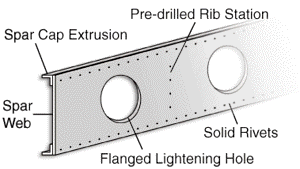 Pre-drilled Rib Station
Spar Cap Extrusion
Spar
Web
Solid Rivets
Flanged Lightening Hole